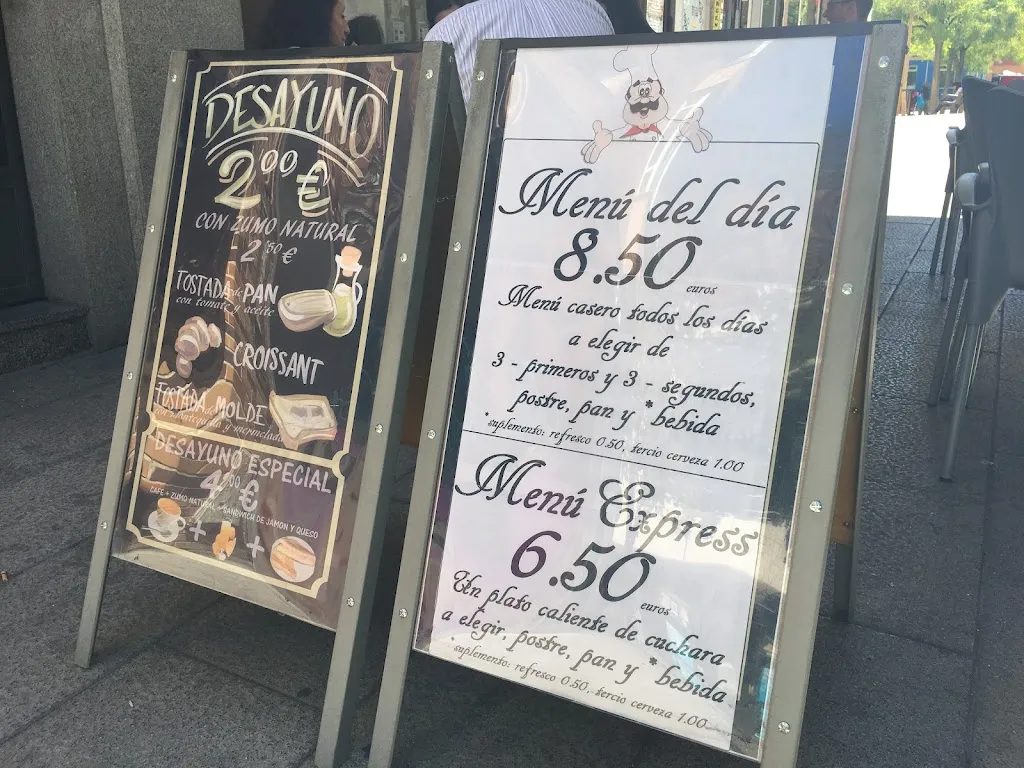 DESAYUNO
2'00 €
CON ZUMO NATURAL
2'50 €
TOSTADA de PAN
con tomate y aceite
CROISSANT
TOSTADA de MOLDE
con mantequilla y mermelada
DESAYUNO ESPECIAL
4'00 €
CAFE + ZUMO NATURAL + SANDWICH DE JAMON Y QUESO
+ +
Menú del día
8.50 euros
Menú casero todos los días
a elegir de
3 - primeros y 3 - segundos,
postre, pan y *bebida
* suplemento: refresco 0.50, tercio cerveza 1.00
Menú Express
6.50 euros
Un plato caliente de cuchara
a elegir, postre, pan y *bebida
* suplemento: refresco 0.50,-tercio cerveza 1.00